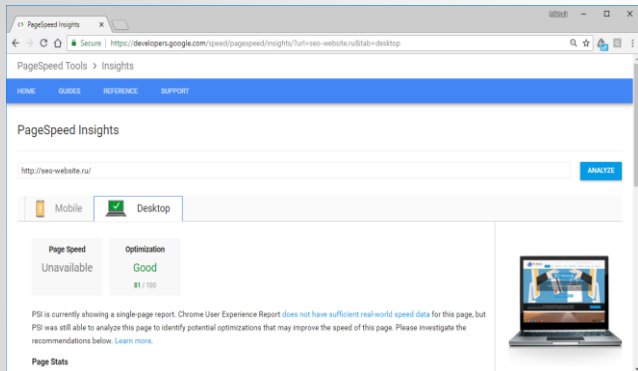 PageSpeed Insights
Secure | https://developers.google.com/speed/pagespeed/insights/?url=seo-website.ru&tab=desktop
PageSpeed Tools > Insights
HOME GUIDES REFERENCE SUPPORT
PageSpeed Insights
http://seo-website.ru/ ANALYZE
Mobile Desktop
Page Speed Optimization
Unavailable Good
81 / 100
PSI is currently showing a single-page report. Chrome User Experience Report does not have sufficient real-world speed data for this page, but
PSI was still able to analyze this page to identify potential optimizations that may improve the speed of this page. Please investigate the
recommendations below. Learn more.
Page Stats